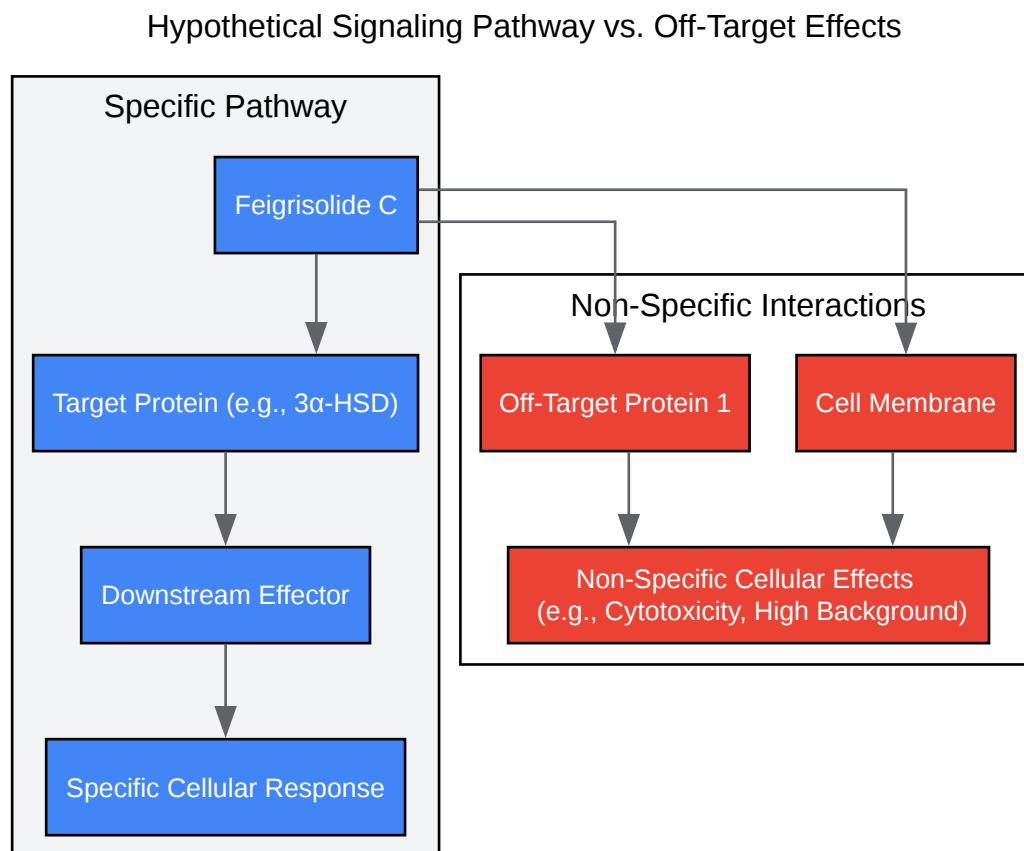 Hypothetical Signaling Pathway vs. Off-Target Effects
Specific Pathway
Feigrisolide C
Target Protein (e.g., 3α-HSD)
Downstream Effector
Specific Cellular Response
Non-Specific Interactions
Off-Target Protein 1
Cell Membrane
Non-Specific Cellular Effects
(e.g., Cytotoxicity, High Background)